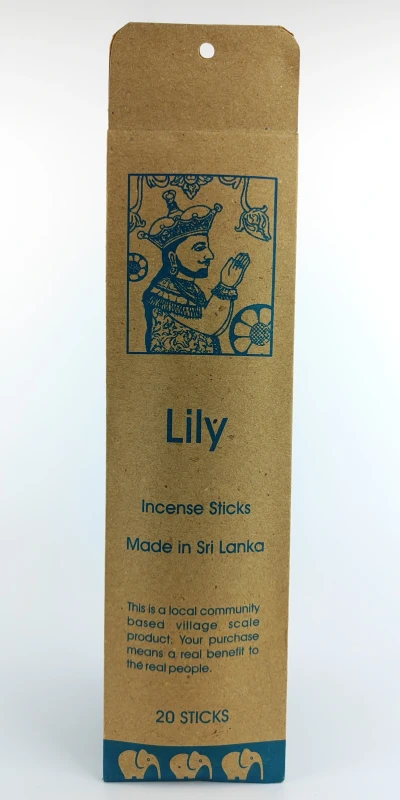 Lily
Incense Sticks
Made in Sri Lanka
This is a local community
based village scale
product. Your purchase
means a real benefit to
the real people.
20 STICKS